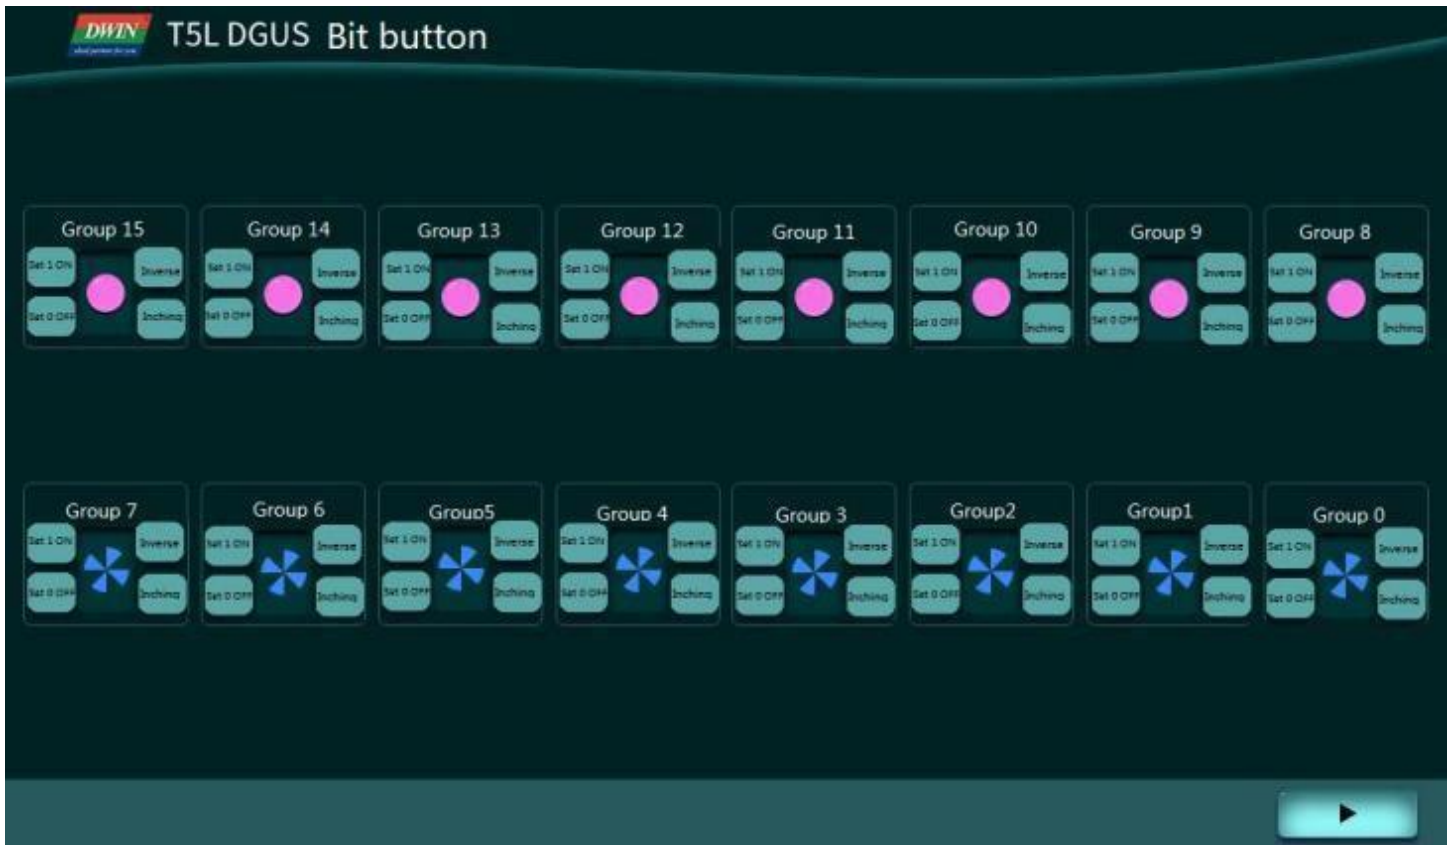 DWIN T5L DGUS Bit button
Group 15 Group 14 Group 13 Group 12 Group 11 Group 10 Group 9 Group 8
Set 1 ON Inverse Set 1 ON Inverse Set 1 ON Inverse Set 1 ON Inverse Set 1 ON Inverse Set 1 ON Inverse Set 1 ON Inverse Set 1 ON Inverse
Set 0 OFF Inching Set 0 OFF Inching Set 0 OFF Inching Set 0 OFF Inching Set 0 OFF Inching Set 0 OFF Inching Set 0 OFF Inching Set 0 OFF Inching
Group 7 Group 6 Group5 Group 4 Group 3 Group2 Group1 Group 0
Set 1 ON Inverse Set 1 ON Inverse Set 1 ON Inverse Set 1 ON Inverse Set 1 ON Inverse Set 1 ON Inverse Set 1 ON Inverse Set 1 ON Inverse
Set 0 OFF Inching Set 0 OFF Inching Set 0 OFF Inching Set 0 OFF Inching Set 0 OFF Inching Set 0 OFF Inching Set 0 OFF Inching Set 0 OFF Inching